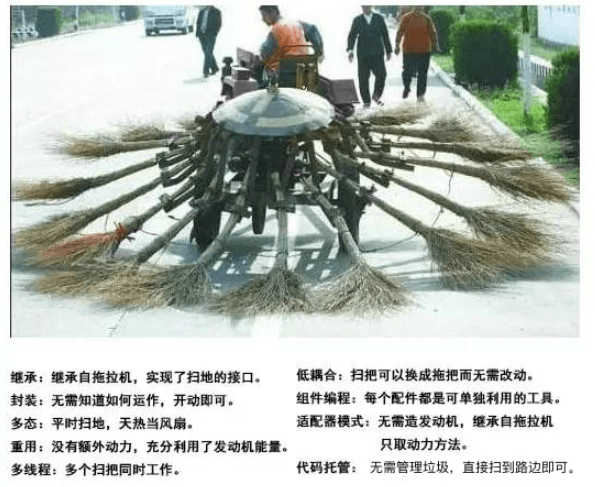 继承：继承自拖拉机，实现了扫地的接口。
封装：无需知道如何运作，开动即可。
多态：平时扫地，天热当风扇。
重用：没有额外动力，充分利用了发动机能量。
多线程：多个扫把同时工作。
低耦合：扫把可以换成拖把而无需改动。
组件编程：每个配件都是可单独利用的工具。
适配器模式：无需造发动机，继承自拖拉机
只取动力方法。
代码托管： 无需管理垃圾，直接扫到路边即可。